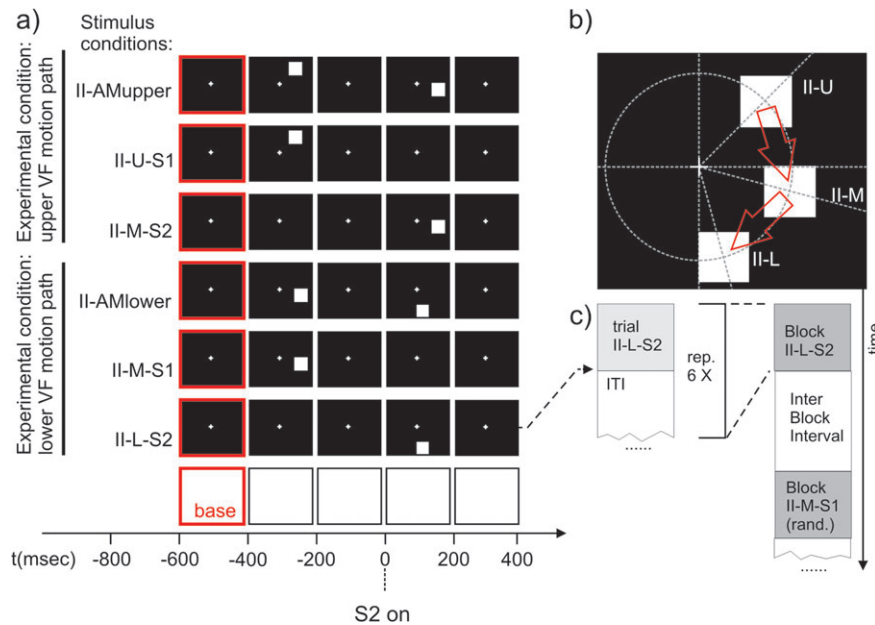 a)
Stimulus
conditions:
Experimental condition:
upper VF motion path
II-AMupper
II-U-S1
II-M-S2
Experimental condition:
lower VF motion path
II-AMlower
II-M-S1
II-L-S2
base
t(msec)
-800
-600
-400
-200
0
200
400
S2 on
b)
II-U
II-M
II-L
c)
trial
II-L-S2
ITI
......
rep.
6 X
Block
II-L-S2
Inter
Block
Interval
Block
II-M-S1
(rand.)
......
time